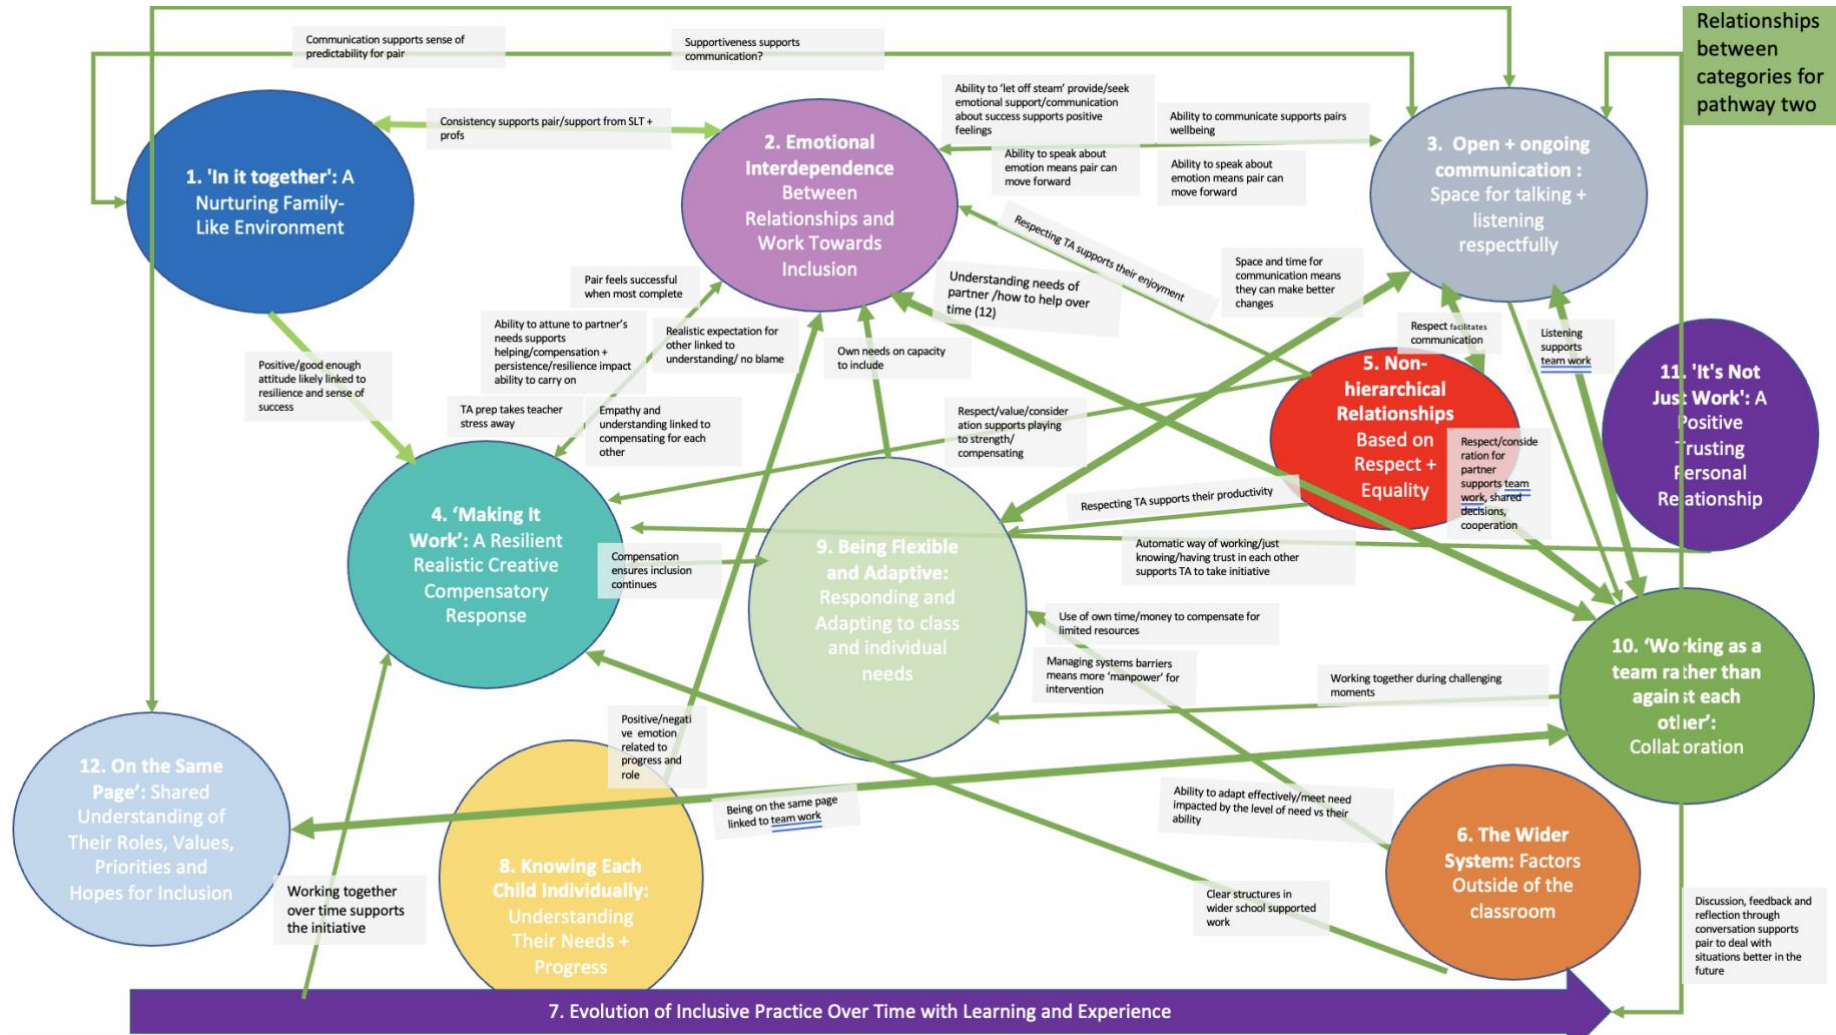 Relationships
between
categories for
pathway two
Communication supports sense of
predictability for pair
Supportiveness supports
communication?
Consistency supports pair/support from SLT +
profs
Ability to ‘let off steam’ provide/seek
emotional support/communication
about success supports positive
feelings
Ability to communicate supports pairs
wellbeing
Ability to speak about
emotion means pair can
move forward
Ability to speak about
emotion means pair can
move forward
1. 'In it together': A
Nurturing Family-
Like Environment
2. Emotional
Interdependence
Between
Relationships and
Work Towards
Inclusion
3. Open + ongoing
communication :
Space for talking +
listening
respectfully
Respecting TA supports their enjoyment
Pair feels successful
when most complete
Understanding needs of
partner /how to help over
time (12)
Space and time for
communication means
they can make better
changes
Ability to attune to partner’s
needs supports
helping/compensation +
persistence/resilience impact
ability to carry on
Realistic expectation for
other linked to
understanding/ no blame
Own needs on capacity
to include
Respect facilitates
communication
Listening
supports
team work
Positive/good enough
attitude likely linked to
resilience and sense of
success
TA prep takes teacher
stress away
Empathy and
understanding linked to
compensating for each
other
Respect/value/consider
ation supports playing
to strength/
compensating
5. Non-
hierarchical
Relationships
Based on
Respect +
Equality
Respect/conside
ration for
partner
supports team
work, shared
decisions,
cooperation
11. 'It's Not
Just Work': A
Positive
Trusting
Personal
Relationship
4. ‘Making It
Work’: A Resilient
Realistic Creative
Compensatory
Response
Compensation
ensures inclusion
continues
9. Being Flexible
and Adaptive:
Responding and
Adapting to class
and individual
needs
Respecting TA supports their productivity
Automatic way of working/just
knowing/having trust in each other
supports TA to take initiative
Use of own time/money to compensate for
limited resources
Managing systems barriers
means more ‘manpower’ for
intervention
Working together during challenging
moments
10. ‘Working as a
team rather than
against each
other’:
Collaboration
Positive/negati
ve emotion
related to
progress and
role
Being on the same page
linked to team work
Ability to adapt effectively/meet need
impacted by the level of need vs their
ability
12. On the Same
Page’: Shared
Understanding of
Their Roles, Values,
Priorities and
Hopes for Inclusion
Working together
over time supports
the initiative
8. Knowing Each
Child Individually:
Understanding
Their Needs +
Progress
Clear structures in
wider school supported
work
6. The Wider
System: Factors
Outside of the
classroom
Discussion, feedback and
reflection through
conversation supports
pair to deal with
situations better in the
future
7. Evolution of Inclusive Practice Over Time with Learning and Experience